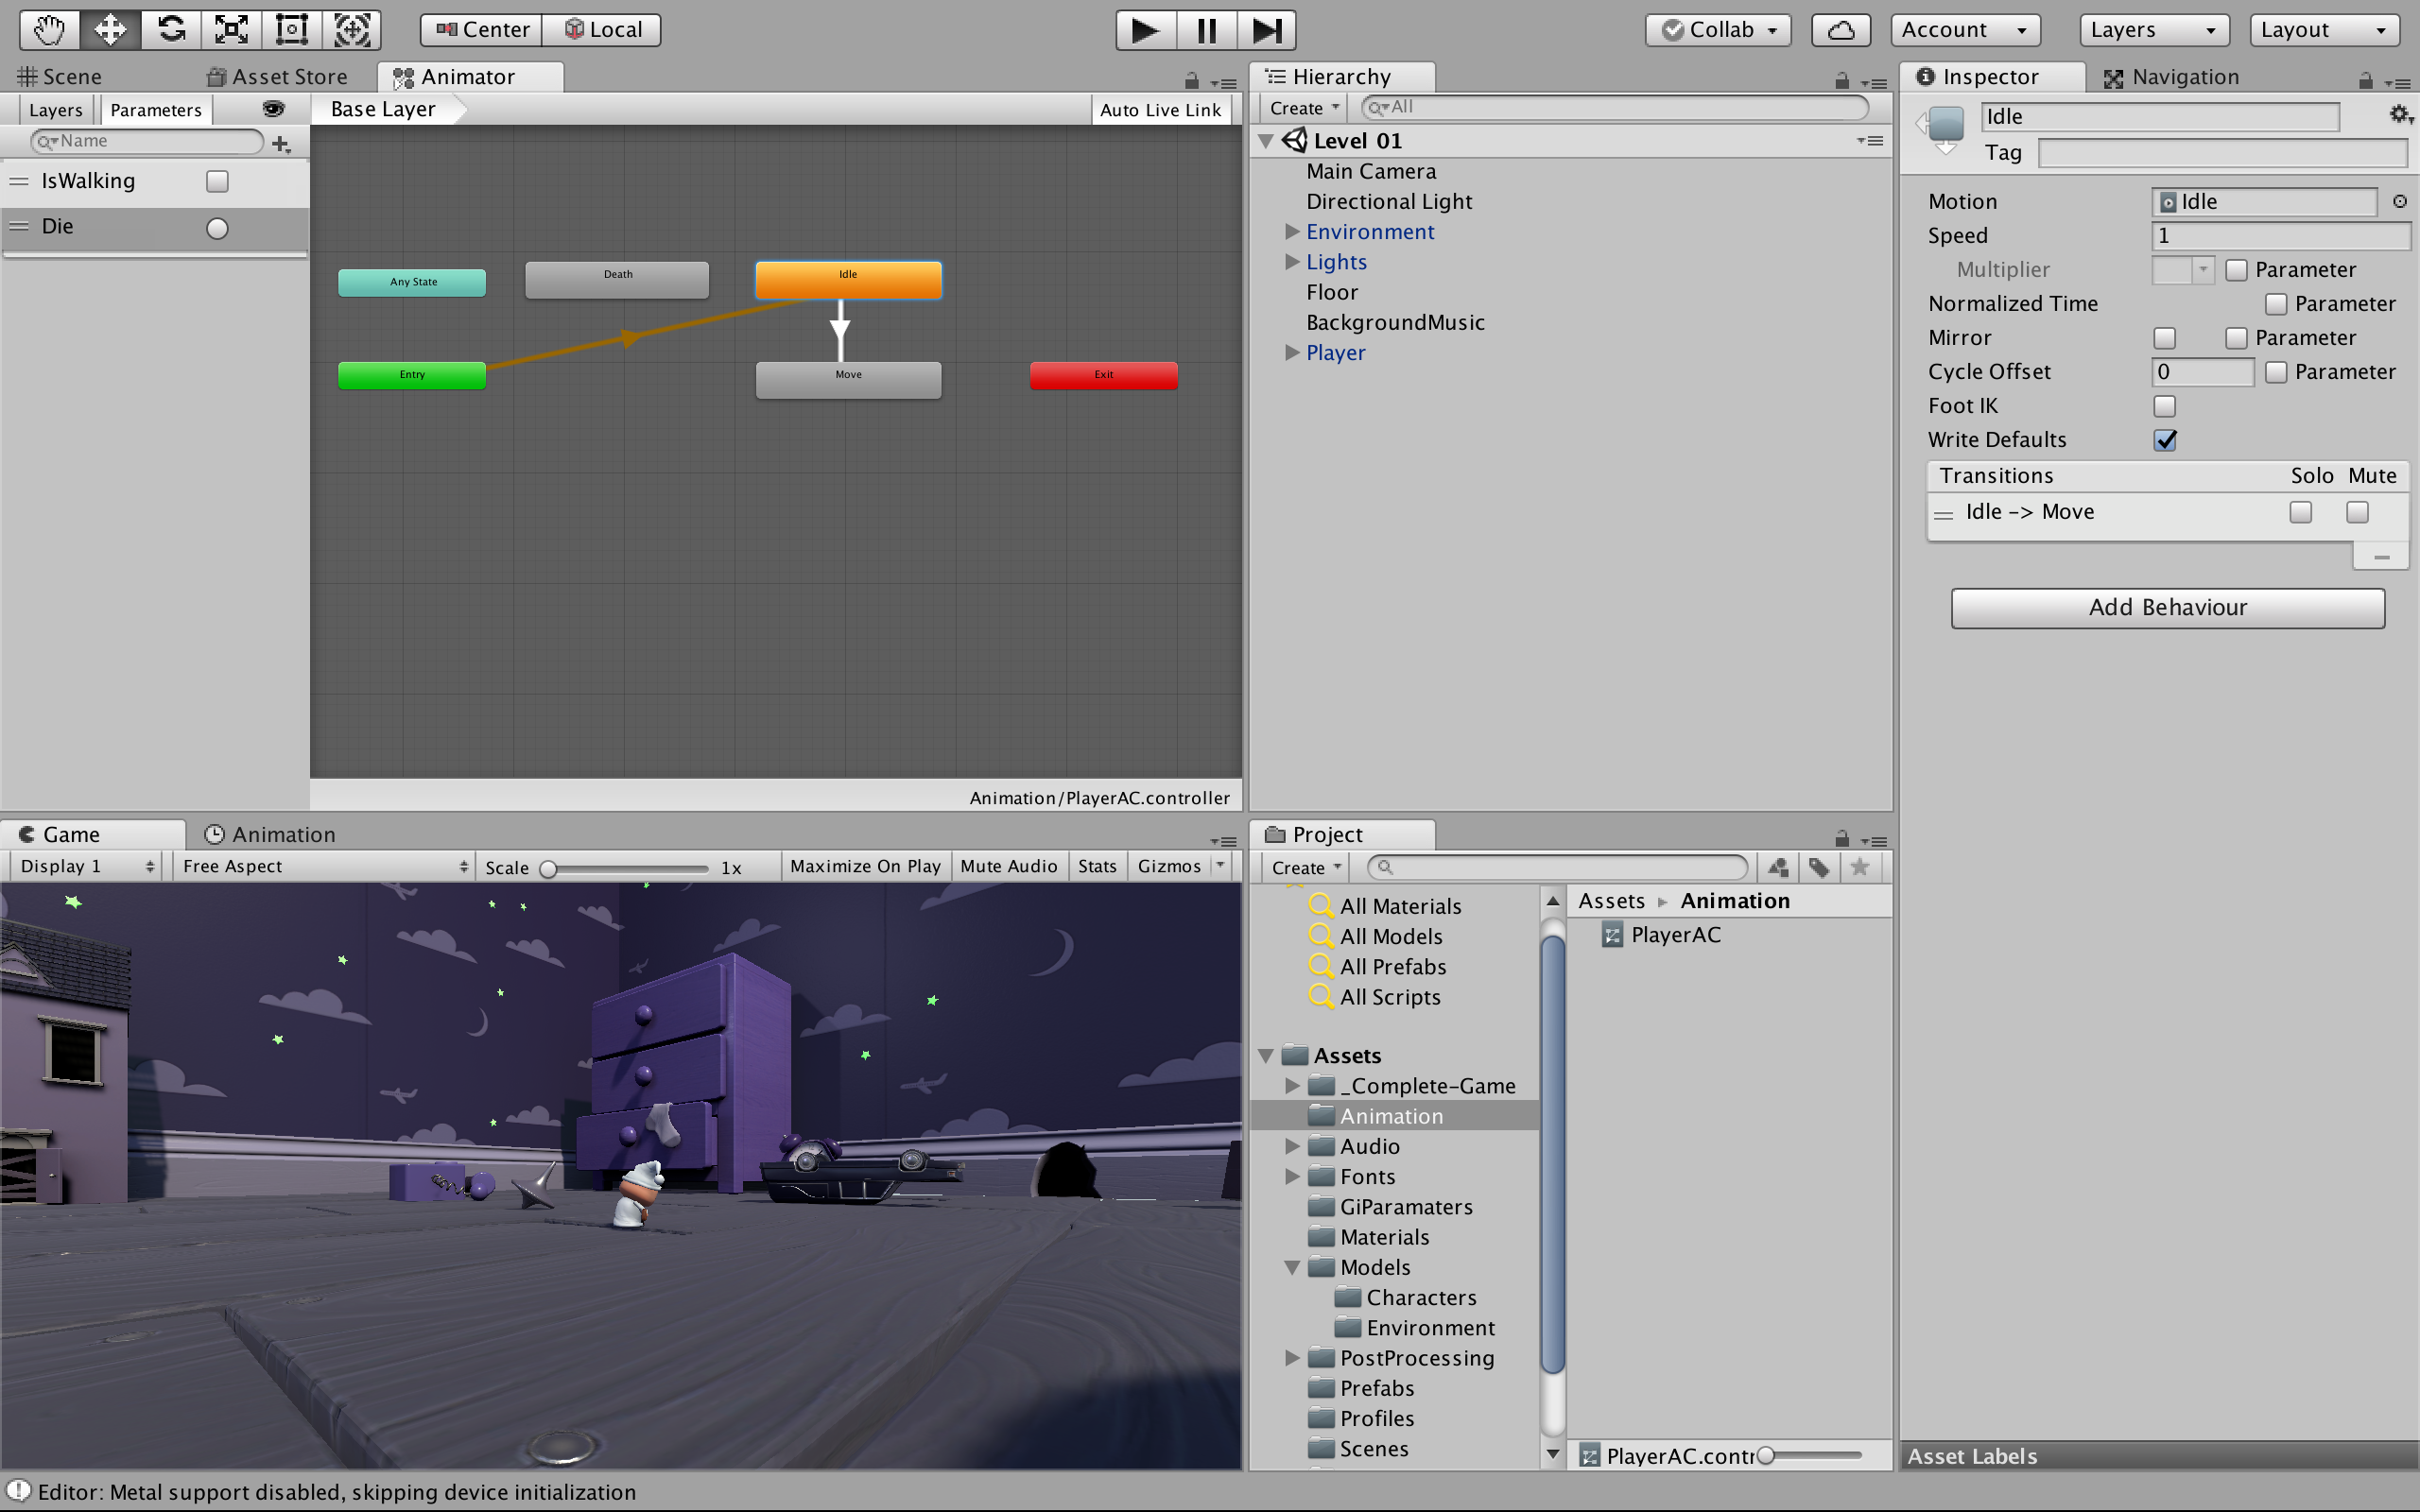 Center Local Collab Account Layers Layout
Scene Asset Store Animator
Layers Parameters Base Layer Auto Live Link
Name
IsWalking
Die
Any State Death Idle
Entry Move Exit
Animation/PlayerAC.controller
Hierarchy
Create All
Level 01
Main Camera
Directional Light
Environment
Lights
Floor
BackgroundMusic
Player
Inspector Navigation
Idle
Tag
Motion Idle
Speed 1
Multiplier Parameter
Normalized Time Parameter
Mirror Parameter
Cycle Offset 0 Parameter
Foot IK
Write Defaults
Transitions Solo Mute
Idle -> Move
Add Behaviour
Game Animation
Display 1 Free Aspect Scale 1x Maximize On Play Mute Audio Stats Gizmos
Project
Create
All Materials
All Models
All Prefabs
All Scripts
Assets
_Complete-Game
Animation
Audio
Fonts
GiParamaters
Materials
Models
Characters
Environment
PostProcessing
Prefabs
Profiles
Scenes
Assets Animation
PlayerAC
PlayerAC.contr
Asset Labels
Editor: Metal support disabled, skipping device initialization